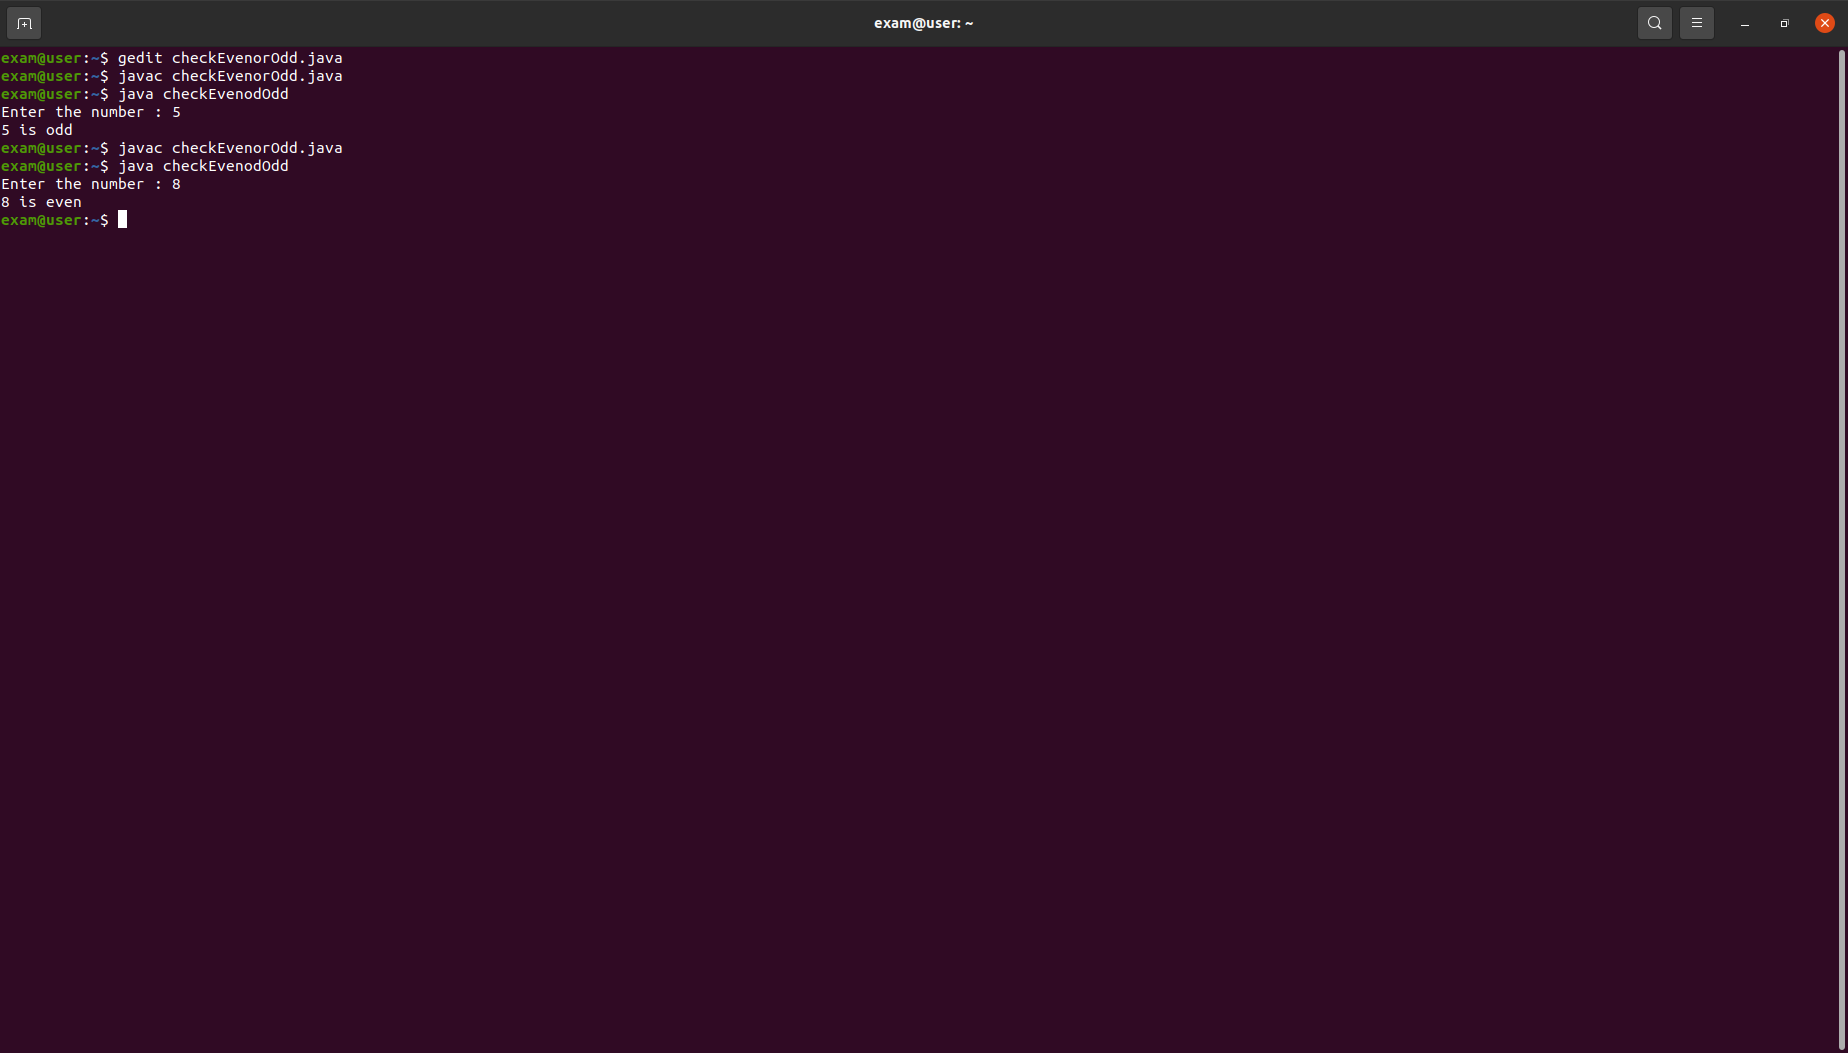 exam@user: ~
exam@user:~$ gedit checkEvenorOdd.java
exam@user:~$ javac checkEvenorOdd.java
exam@user:~$ java checkEvenodOdd
Enter the number : 5
5 is odd
exam@user:~$ javac checkEvenorOdd.java
exam@user:~$ java checkEvenodOdd
Enter the number : 8
8 is even
exam@user:~$